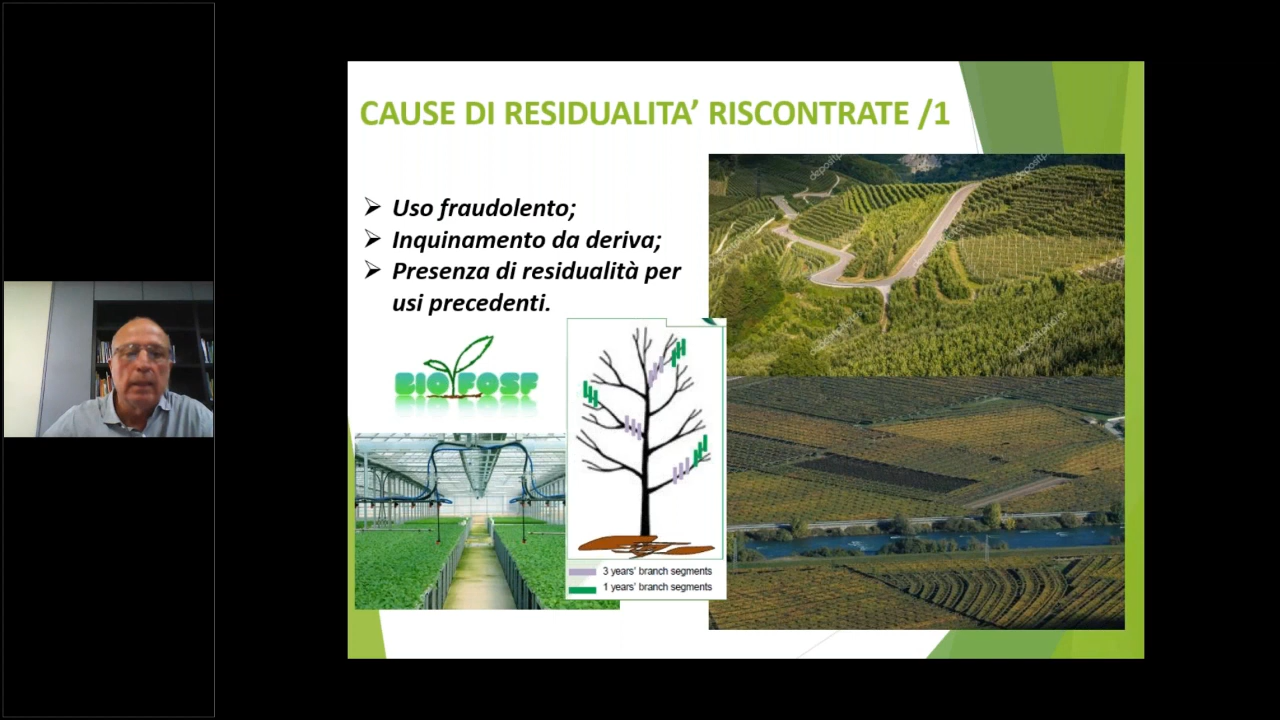 CAUSE DI RESIDUALITA’ RISCONTRATE /1
Uso fraudolento;
Inquinamento da deriva;
Presenza di residualità per
usi precedenti.
BIOFOSF
3 years' branch segments
1 years' branch segments